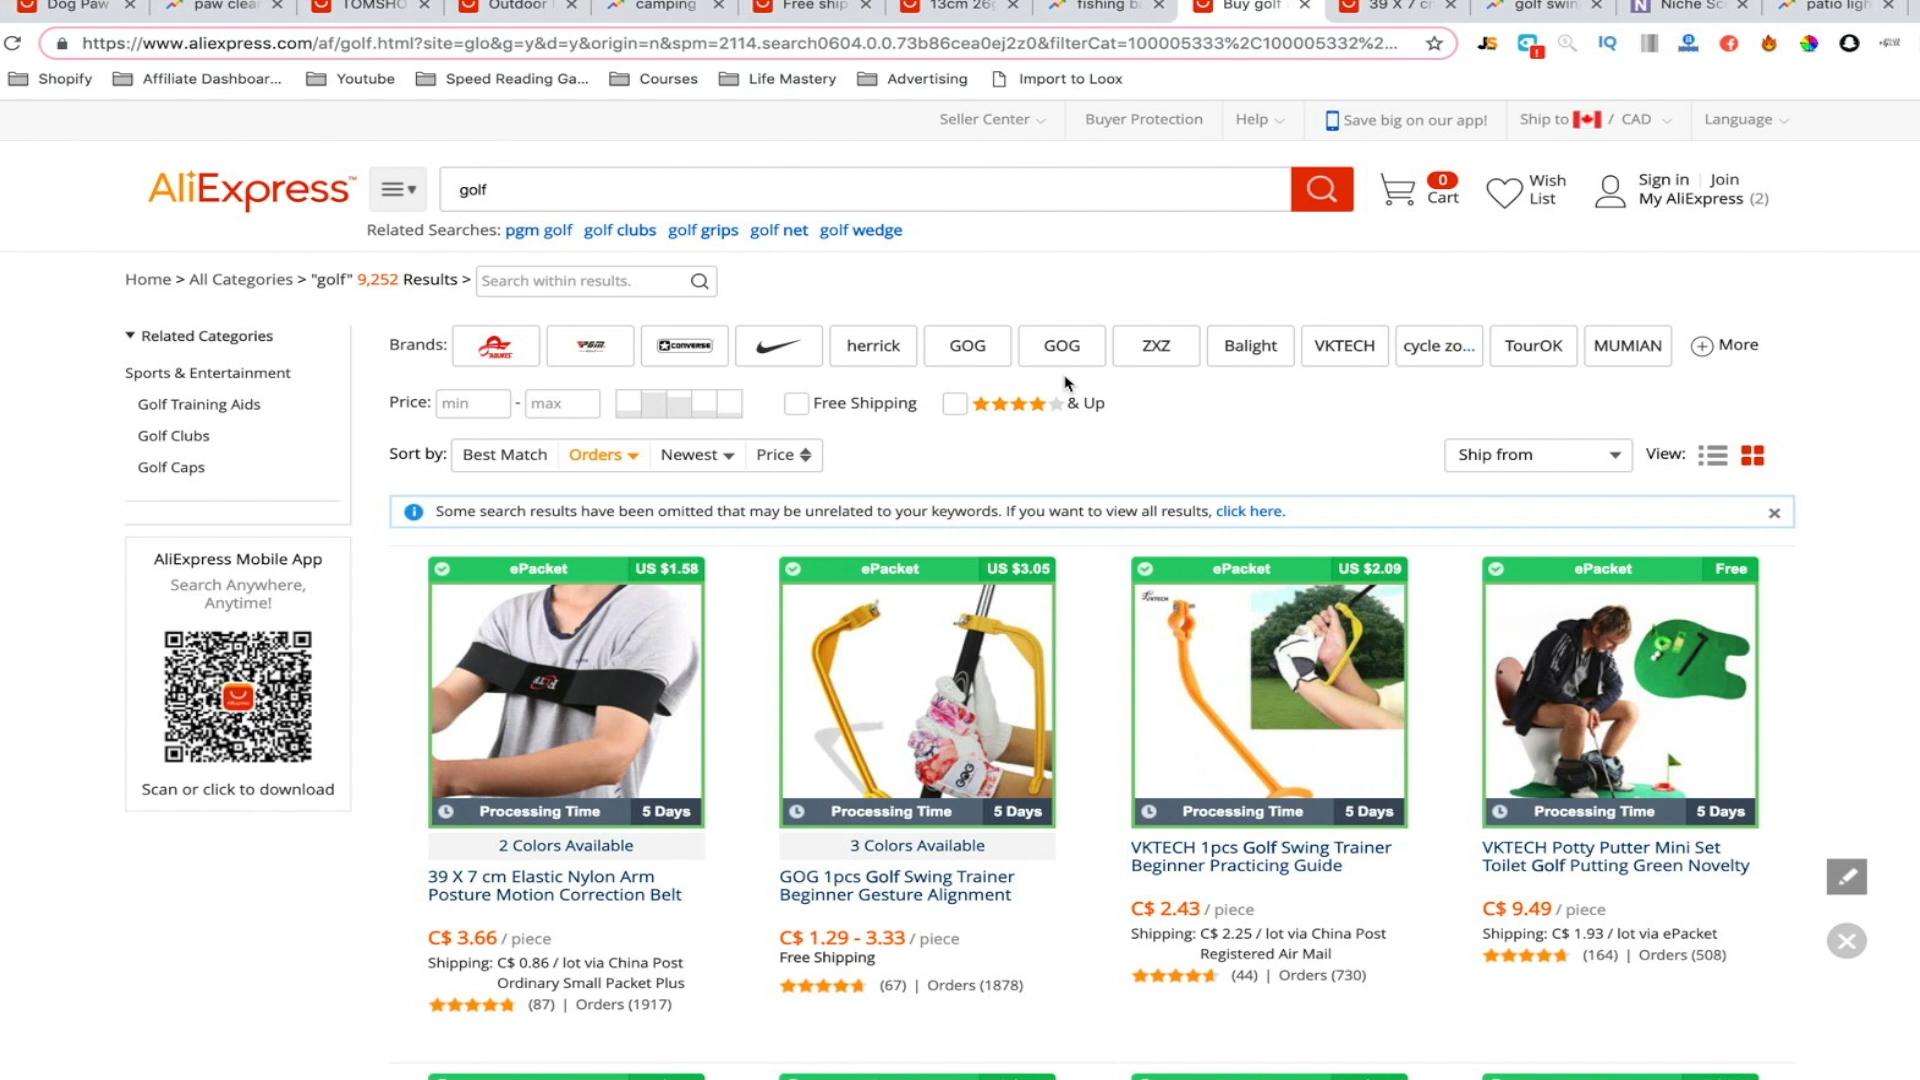 Dog Paw
paw clea
TOMSHO
Outdoor
camping
Free ship
13cm 26g
fishing b
Buy golf
39 X 7 c
golf swin
Niche Sc
patio ligh
https://www.aliexpress.com/af/golf.html?site=glo&g=y&d=y&origin=n&spm=2114.search0604.0.0.73b86cea0ej2z0&filterCat=100005333%2C100005332%2...
Shopify
Affiliate Dashboar...
Youtube
Speed Reading Ga...
Courses
Life Mastery
Advertising
Import to Loox
Seller Center
Buyer Protection
Help
Save big on our app!
Ship to / CAD
Language
AliExpress™
golf
0
Cart
Wish
List
Sign in | Join
My AliExpress (2)
Related Searches: pgm golf golf clubs golf grips golf net golf wedge
Home > All Categories > "golf" 9,252 Results >
Search within results.
Related Categories
Sports & Entertainment
Golf Training Aids
Golf Clubs
Golf Caps
Brands:
PGM
CONVERSE
herrick
GOG
GOG
ZXZ
Balight
VKTECH
cycle zo...
TourOK
MUMIAN
More
Price: min - max
Free Shipping
& Up
Sort by: Best Match Orders Newest Price
Ship from
View:
Some search results have been omitted that may be unrelated to your keywords. If you want to view all results, click here.
AliExpress Mobile App
Search Anywhere,
Anytime!
Scan or click to download
ePacket US $1.58
Processing Time 5 Days
2 Colors Available
39 X 7 cm Elastic Nylon Arm
Posture Motion Correction Belt
C$ 3.66 / piece
Shipping: C$ 0.86 / lot via China Post
Ordinary Small Packet Plus
(87) | Orders (1917)
ePacket US $3.05
GOG
Processing Time 5 Days
3 Colors Available
GOG 1pcs Golf Swing Trainer
Beginner Gesture Alignment
C$ 1.29 - 3.33 / piece
Free Shipping
(67) | Orders (1878)
ePacket US $2.09
VKTECH
Processing Time 5 Days
VKTECH 1pcs Golf Swing Trainer
Beginner Practicing Guide
C$ 2.43 / piece
Shipping: C$ 2.25 / lot via China Post
Registered Air Mail
(44) | Orders (730)
ePacket Free
Processing Time 5 Days
VKTECH Potty Putter Mini Set
Toilet Golf Putting Green Novelty
C$ 9.49 / piece
Shipping: C$ 1.93 / lot via ePacket
(164) | Orders (508)